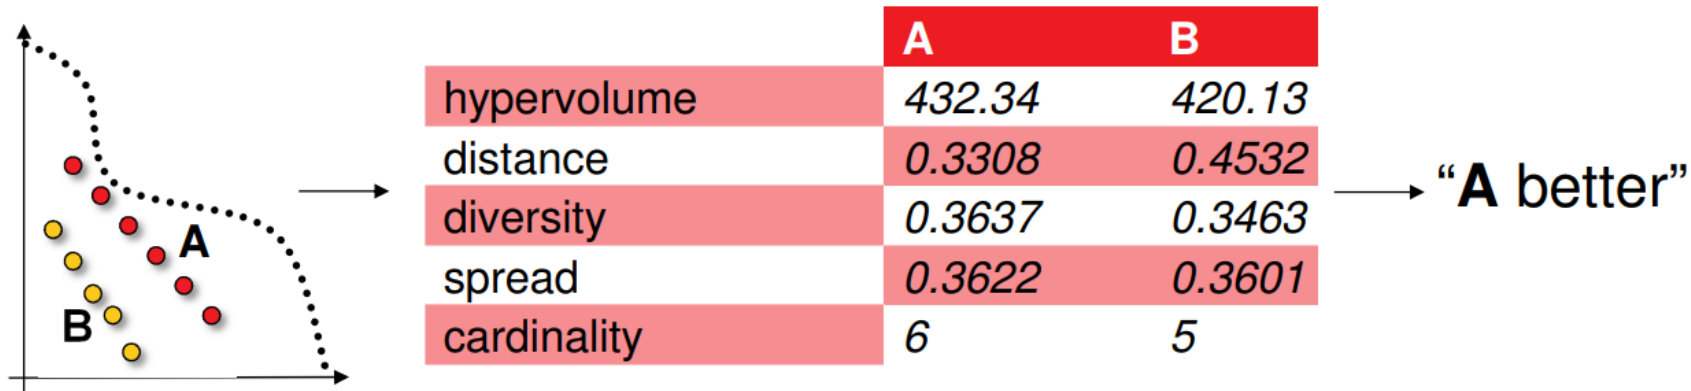 A
B
A B
hypervolume 432.34 420.13
distance 0.3308 0.4532
diversity 0.3637 0.3463
spread 0.3622 0.3601
cardinality 6 5
“A better”